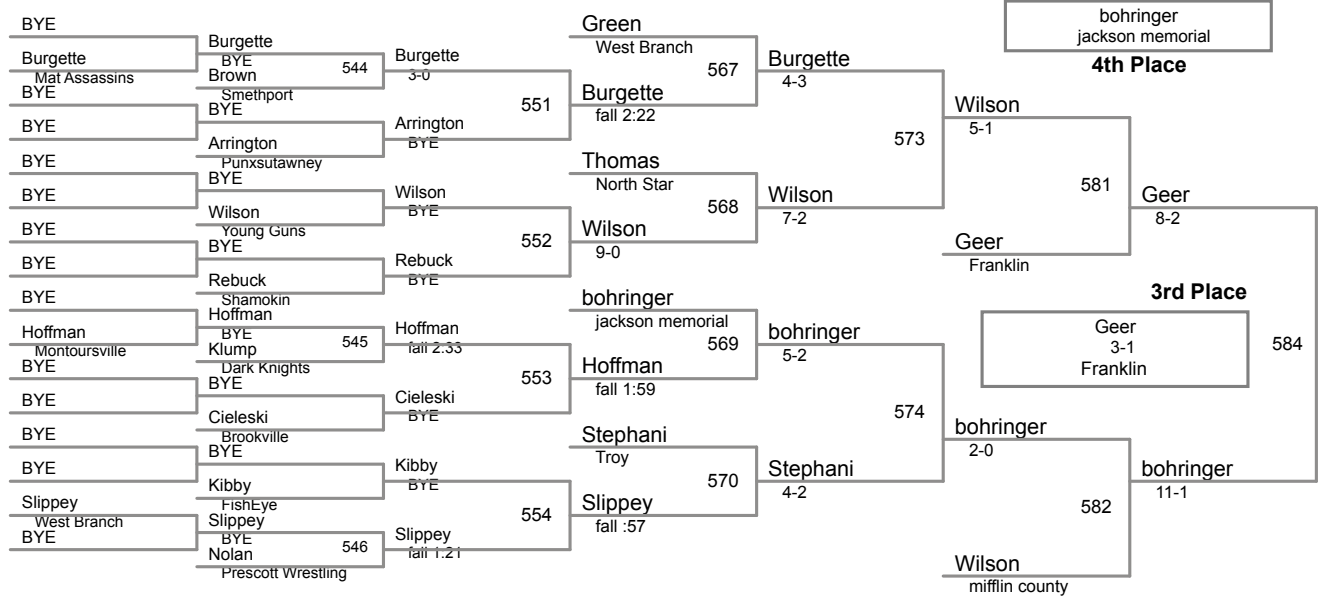 BYE
Burgette
Mat Assassins
BYE
BYE
BYE
BYE
BYE
BYE
BYE
Hoffman
Montoursville
BYE
BYE
BYE
BYE
Slippey
West Branch
BYE
Burgette
BYE
544
Brown
Smethport
BYE
Arrington
Punxsutawney
BYE
Wilson
Young Guns
BYE
Rebuck
Shamokin
Hoffman
BYE
545
Klump
Dark Knights
BYE
Cieleski
Brookville
BYE
Kibby
FishEye
Slippey
BYE
546
Nolan
Prescott Wrestling
Burgette
3-0
551
Arrington
BYE
Wilson
BYE
552
Rebuck
BYE
Hoffman
fall 2:33
553
Cieleski
BYE
Kibby
BYE
554
Slippey
fall 1:21
Green
West Branch
567
Burgette
fall 2:22
Thomas
North Star
568
Wilson
9-0
bohringer
jackson memorial
569
Hoffman
fall 1:59
Stephani
Troy
570
Slippey
fall :57
Burgette
4-3
573
Wilson
7-2
bohringer
5-2
574
Stephani
4-2
Wilson
5-1
581
Geer
Franklin
bohringer
2-0
582
Wilson
mifflin county
Geer
8-2
584
bohringer
11-1
bohringer
jackson memorial
4th Place
3rd Place
Geer
3-1
Franklin